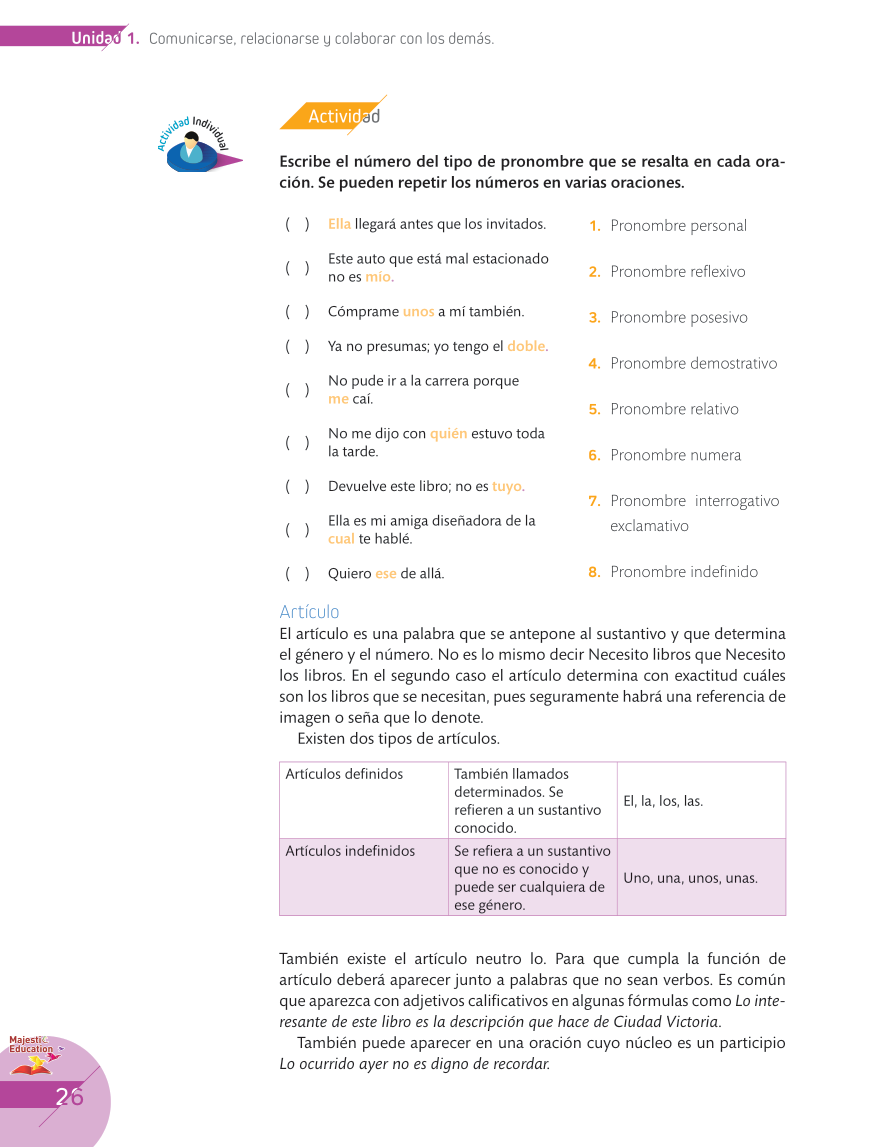 Unidad 1. Comunicarse, relacionarse y colaborar con los demás.
Actividad Individual
Actividad
Escribe el número del tipo de pronombre que se resalta en cada ora-
ción. Se pueden repetir los números en varias oraciones.
( ) Ella llegará antes que los invitados.
( ) Este auto que está mal estacionado
no es mío.
( ) Cómprame unos a mí también.
( ) Ya no presumas; yo tengo el doble.
( ) No pude ir a la carrera porque
me caí.
( ) No me dijo con quién estuvo toda
la tarde.
( ) Devuelve este libro; no es tuyo.
( ) Ella es mi amiga diseñadora de la
cual te hablé.
( ) Quiero ese de allá.
1. Pronombre personal
2. Pronombre reflexivo
3. Pronombre posesivo
4. Pronombre demostrativo
5. Pronombre relativo
6. Pronombre numera
7. Pronombre interrogativo
exclamativo
8. Pronombre indefinido
Artículo
El artículo es una palabra que se antepone al sustantivo y que determina
el género y el número. No es lo mismo decir Necesito libros que Necesito
los libros. En el segundo caso el artículo determina con exactitud cuáles
son los libros que se necesitan, pues seguramente habrá una referencia de
imagen o seña que lo denote.
Existen dos tipos de artículos.
Artículos definidos
También llamados
determinados. Se
refieren a un sustantivo
conocido.
El, la, los, las.
Artículos indefinidos
Se refiera a un sustantivo
que no es conocido y
puede ser cualquiera de
ese género.
Uno, una, unos, unas.
También existe el artículo neutro lo. Para que cumpla la función de
artículo deberá aparecer junto a palabras que no sean verbos. Es común
que aparezca con adjetivos calificativos en algunas fórmulas como Lo inte-
resante de este libro es la descripción que hace de Ciudad Victoria.
También puede aparecer en una oración cuyo núcleo es un participio
Lo ocurrido ayer no es digno de recordar.
Majestic
Education
26